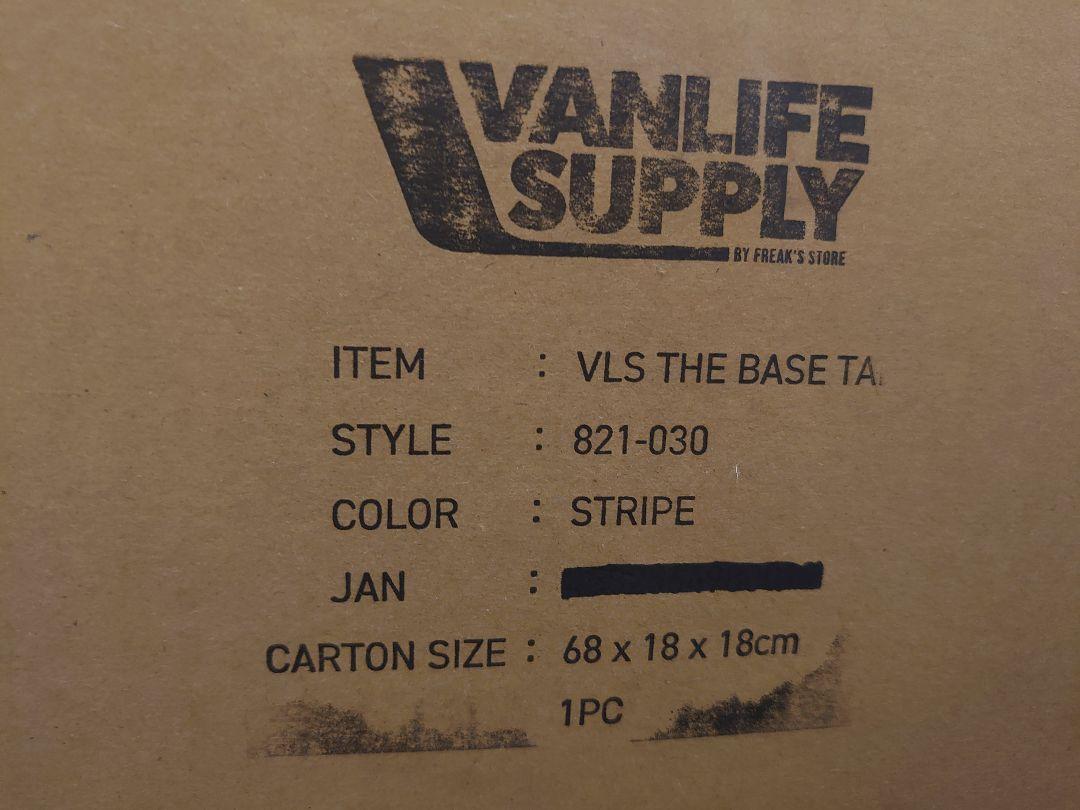 VANLIFE
SUPPLY
BY FREAK'S STORE
ITEM : VLS THE BASE
STYLE : 821-030
COLOR : STRIPE
JAN :
CARTON SIZE : 68 x 18 x 18cm
1PC